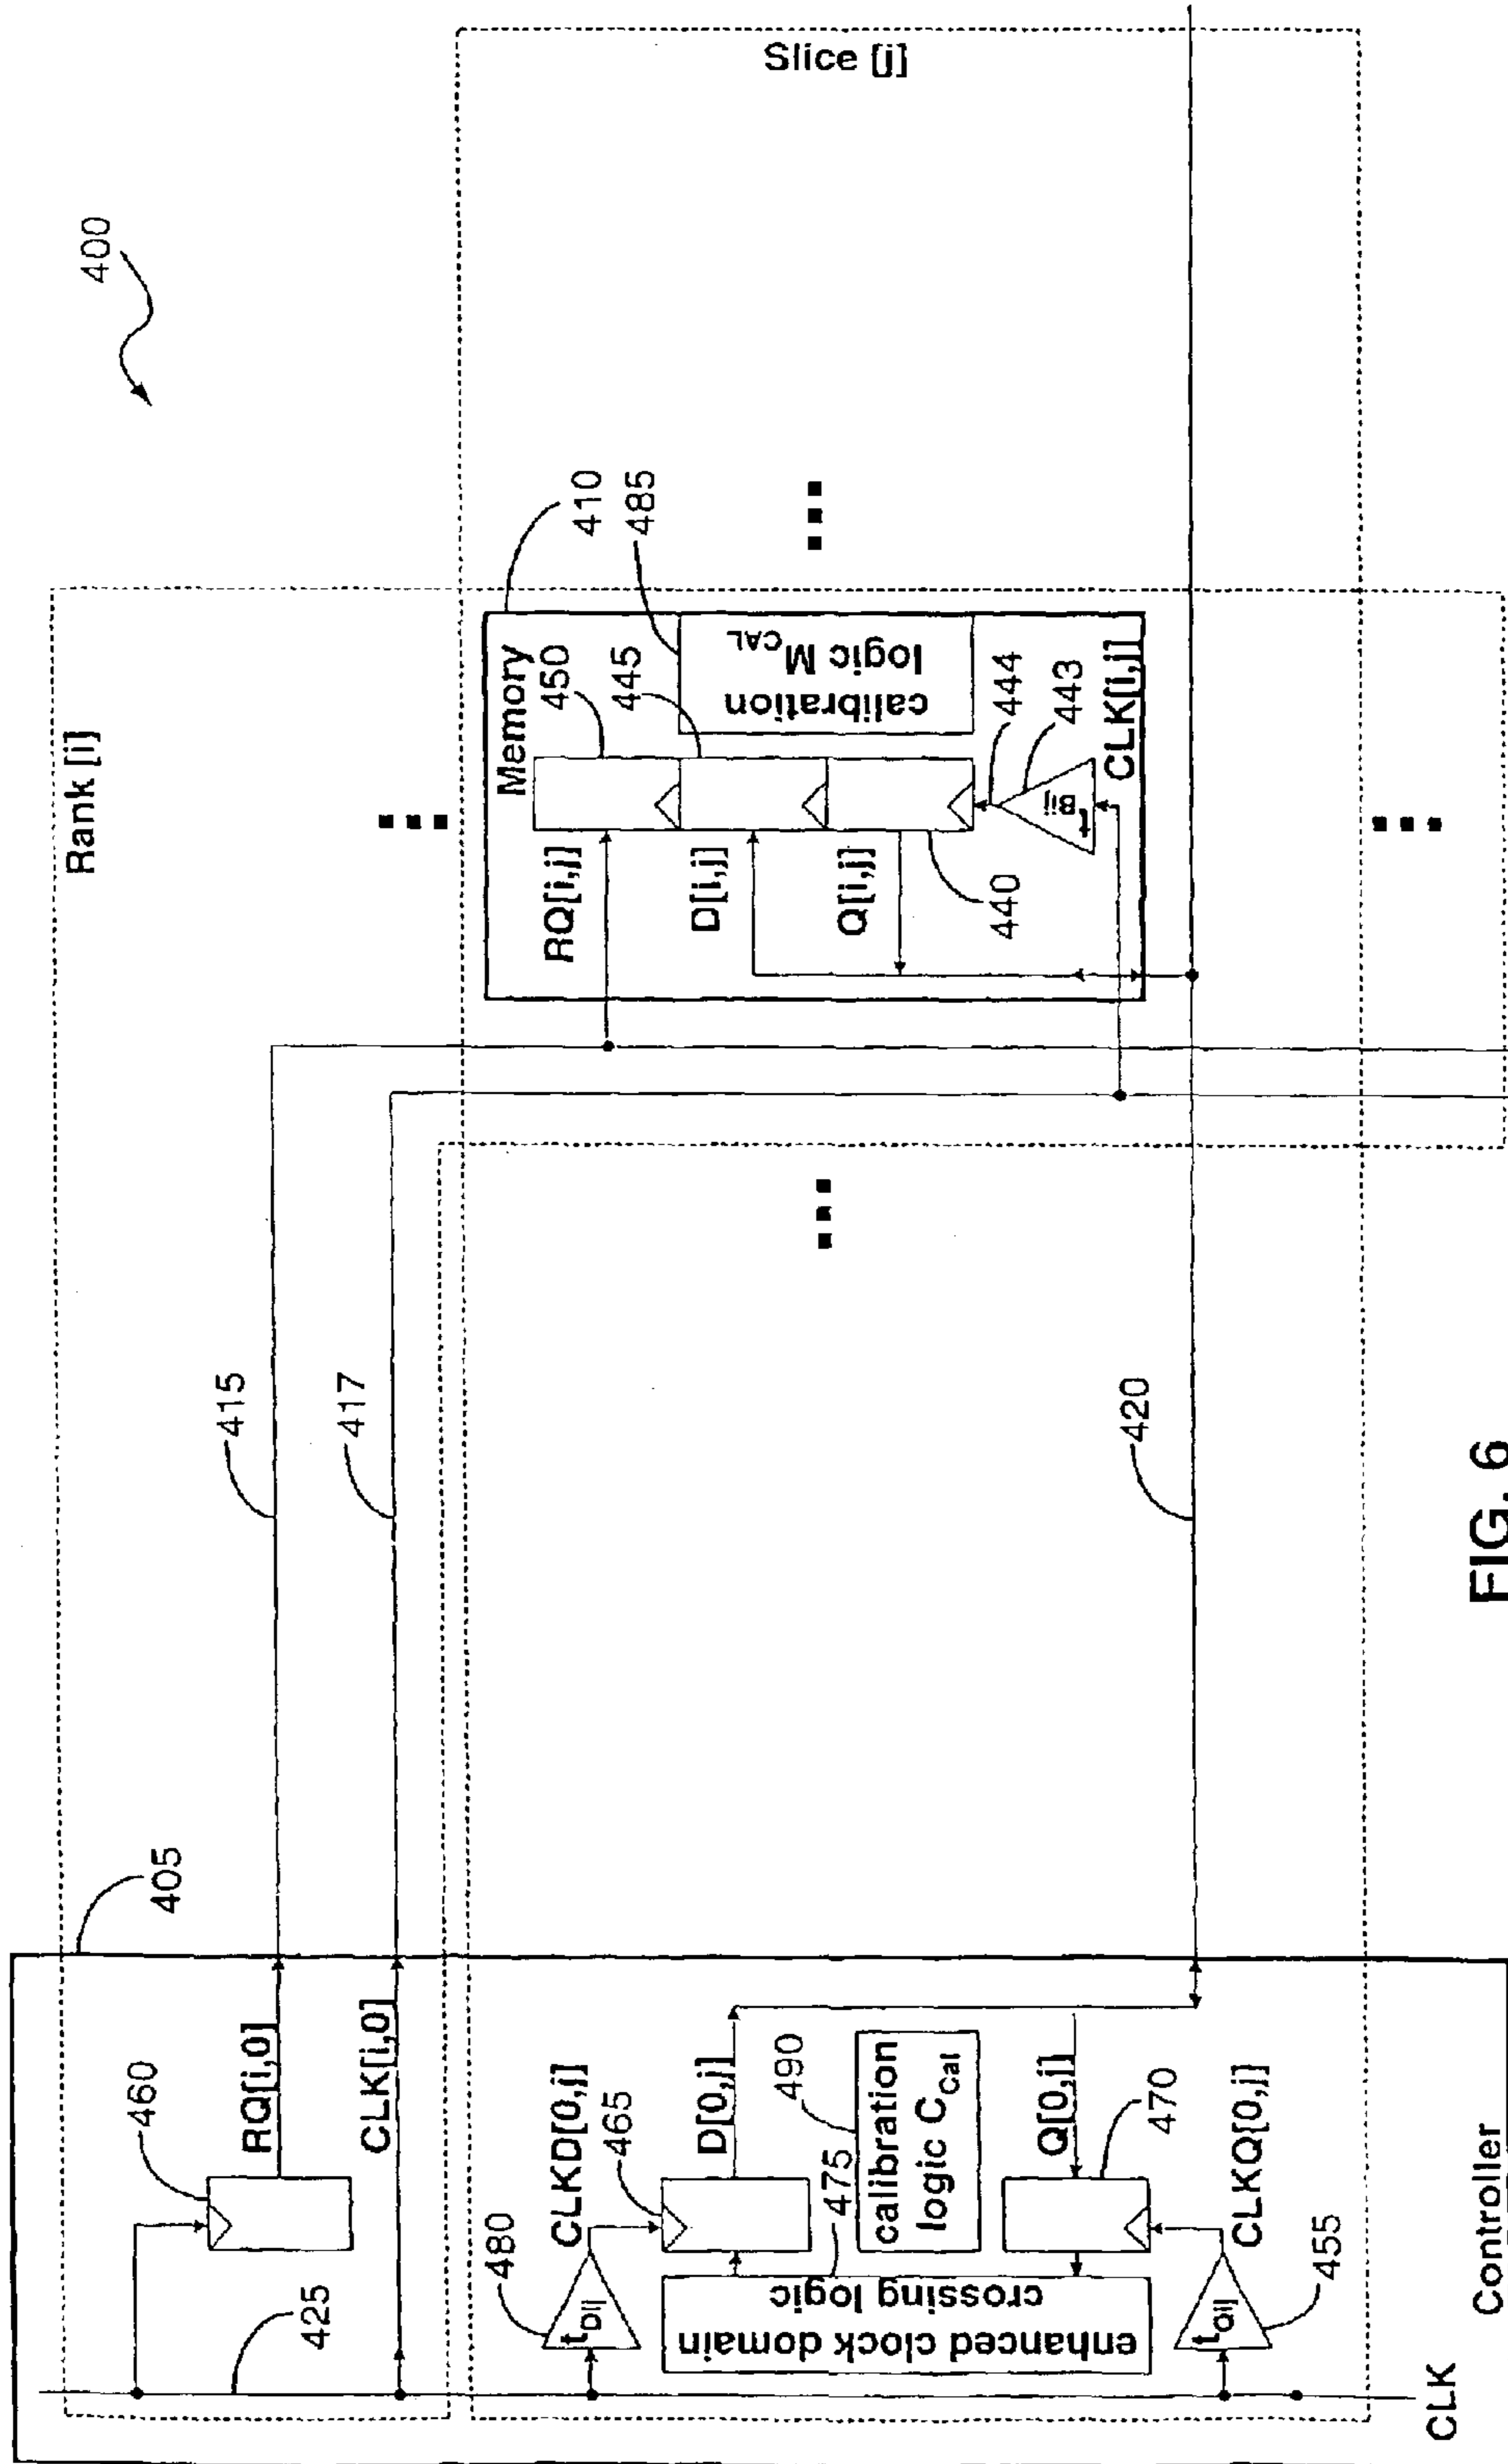 400
Rank [i]
Slice [j]
405
415
417
460
RQ[i,0]
CLK[i,0]
425
Memory
410
485
450
445
RQ[i,j]
D[i,j]
Q[i,j]
440
calibration
logic M_CAL
444
443
t_Bij
CLK[i,j]
480
t_Dij
CLKD[0,j]
465
D[0,j]
490
calibration
logic C_Cal
475
enhanced clock domain
crossing logic
Q[0,j]
470
t_Qij
CLKQ[0,j]
455
420
CLK
Controller
FIG. 6